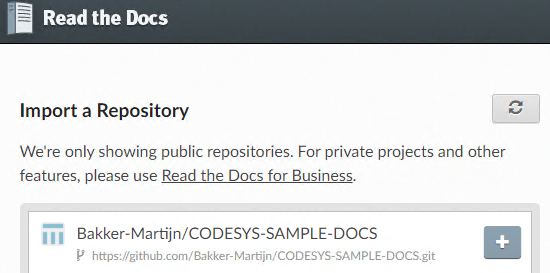 Read the Docs
Import a Repository
We're only showing public repositories. For private projects and other
features, please use Read the Docs for Business.
Bakker-Martijn/CODESYS-SAMPLE-DOCS
https://github.com/Bakker-Martijn/CODESYS-SAMPLE-DOCS.git